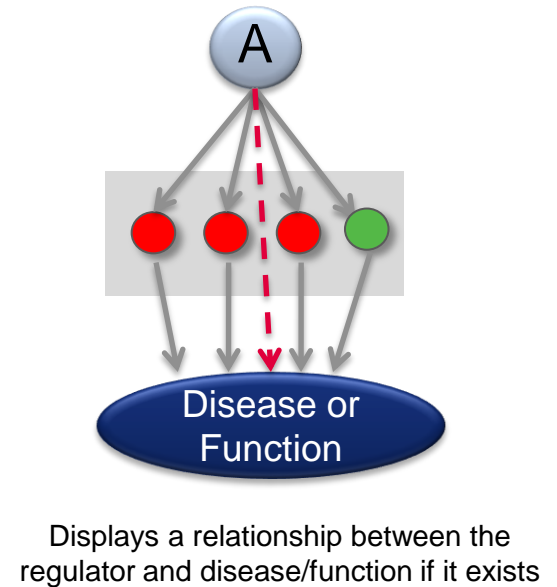 A
Disease or
Function
Displays a relationship between the
regulator and disease/function if it exists